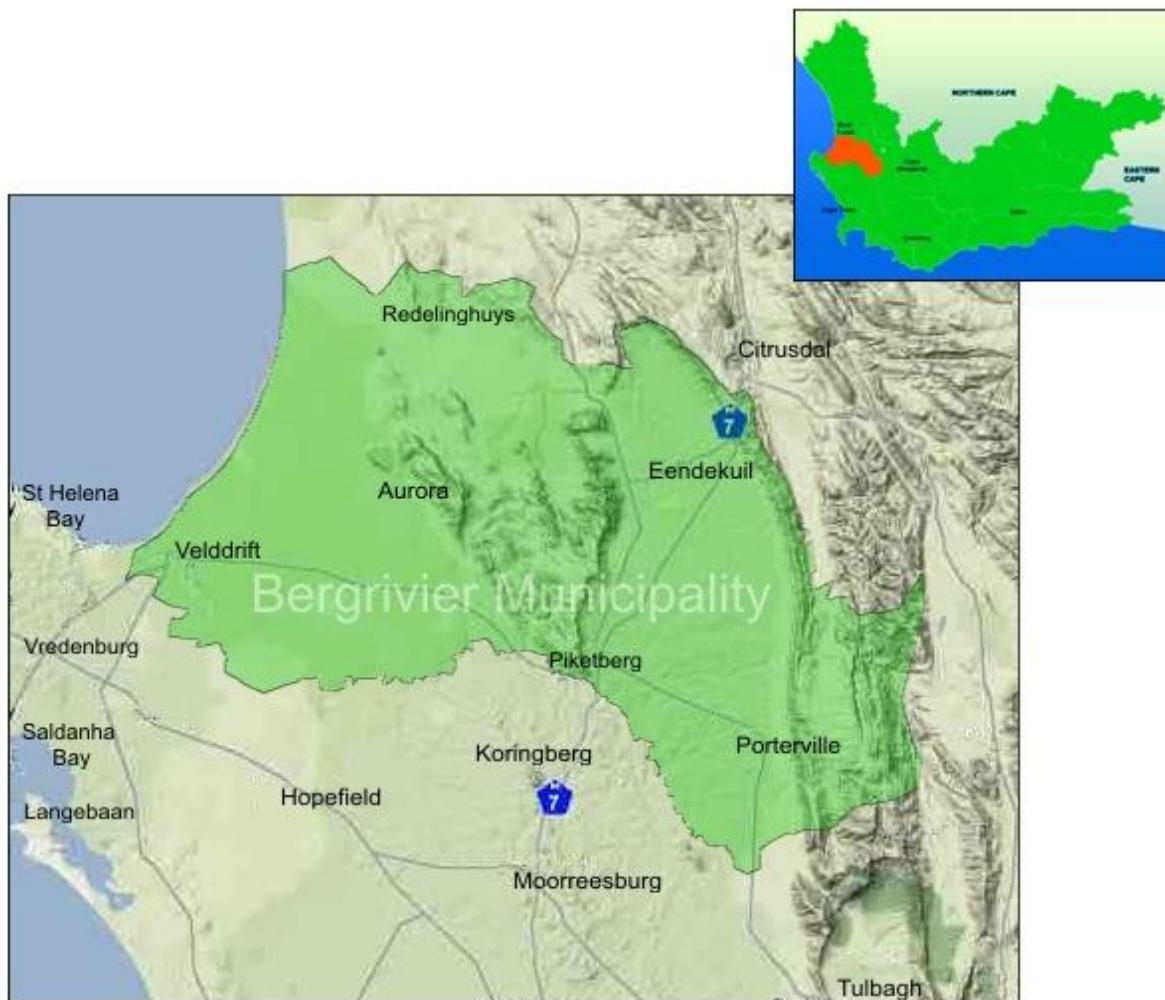 NORTHERN CAPE
EASTERN
CAPE
Redelinghuys
Citrusdal
7
Eendekuil
Aurora
St Helena
Bay
Velddrift
Bergrivier Municipality
Vredenburg
Piketberg
Saldanha
Bay
Koringberg
Porterville
Hopefield
7
Langebaan
Moorreesburg
Tulbagh